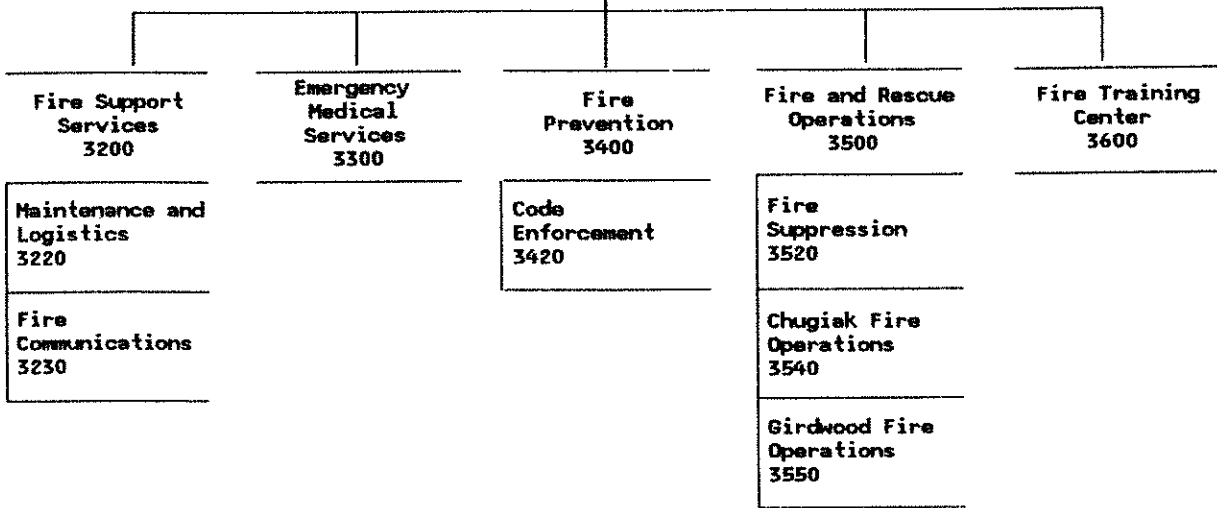 Fire Support
Services
3200
Emergency
Medical
Services
3300
Fire
Prevention
3400
Fire and Rescue
Operations
3500
Fire Training
Center
3600
Maintenance and
Logistics
3220
Fire
Communications
3230
Code
Enforcement
3420
Fire
Suppression
3520
Chugiak Fire
Operations
3540
Girdwood Fire
Operations
3550